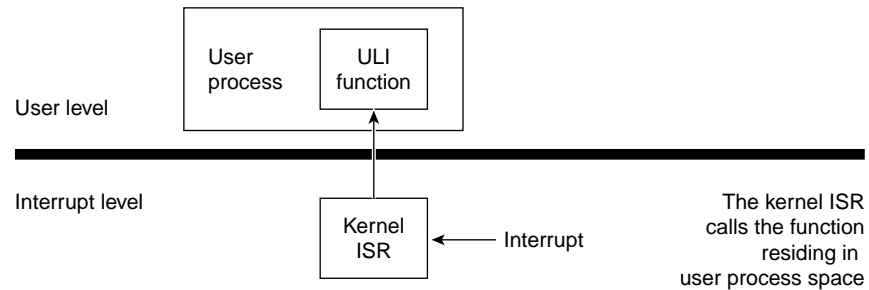 User
process
ULI
function
User level
Interrupt level
Kernel
ISR
Interrupt
The kernel ISR
calls the function
residing in
user process space